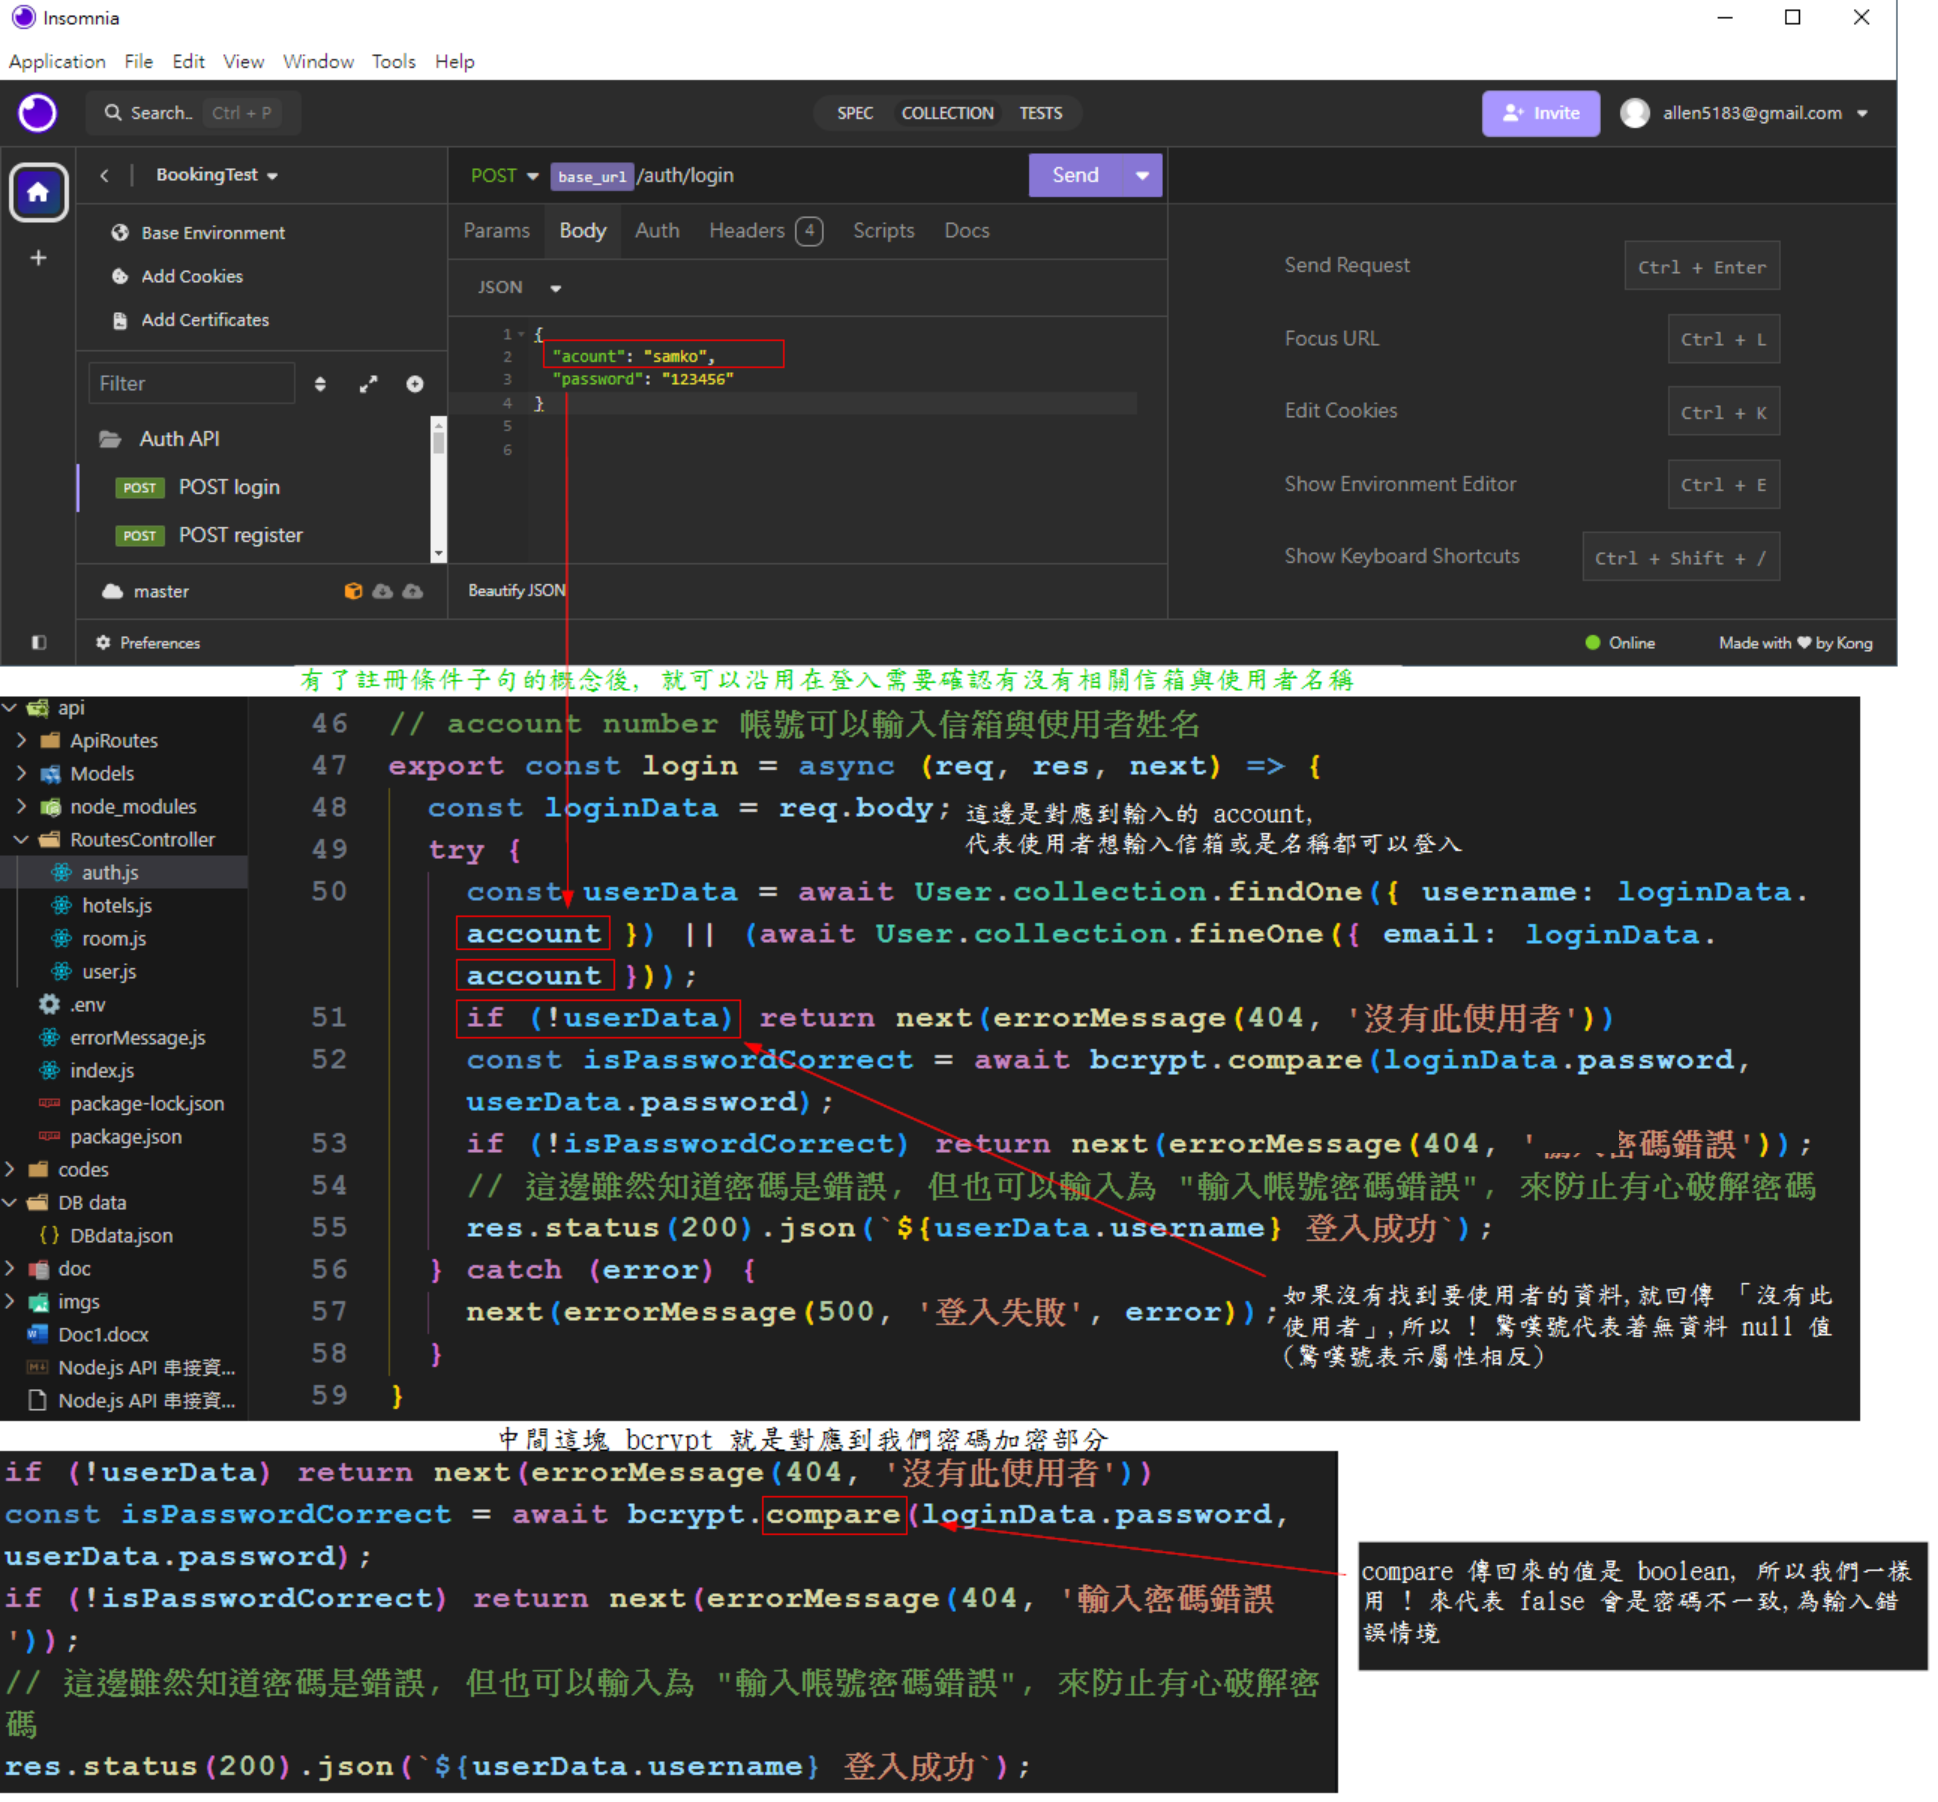 Insomnia
Application File Edit View Window Tools Help
Search.. Ctrl + P
SPEC COLLECTION TESTS
Invite
allen5183@gmail.com
BookingTest
POST base_url /auth/login
Send
Base Environment
Add Cookies
Add Certificates
Params Body Auth Headers 4 Scripts Docs
JSON
1 {
2 "acount": "samko",
3 "password": "123456"
4 }
5
6
Filter
Auth API
POST POST login
POST POST register
master
Beautify JSON
Preferences
Send Request Ctrl + Enter
Focus URL Ctrl + L
Edit Cookies Ctrl + K
Show Environment Editor Ctrl + E
Show Keyboard Shortcuts Ctrl + Shift + /
Online
Made with ♥ by Kong
有了註冊條件子句的概念後, 就可以沿用在登入需要確認有沒有相關信箱與使用者名稱
api
ApiRoutes
Models
node_modules
RoutesController
auth.js
hotels.js
room.js
user.js
.env
errorMessage.js
index.js
package-lock.json
package.json
codes
DB data
DBdata.json
doc
imgs
Doc1.docx
Node.js API 串接資...
Node.js API 串接資...
46 // account number 帳號可以輸入信箱與使用者姓名
47 export const login = async (req, res, next) => {
48 const loginData = req.body;
這邊是對應到輸入的 account,
代表使用者想輸入信箱或是名稱都可以登入
49 try {
50 const userData = await User.collection.findOne({ username: loginData.
account }) || (await User.collection.fineOne({ email: loginData.
account }));
51 if (!userData) return next(errorMessage(404, '沒有此使用者'))
52 const isPasswordCorrect = await bcrypt.compare(loginData.password,
userData.password);
53 if (!isPasswordCorrect) return next(errorMessage(404, '密碼錯誤'));
54 // 這邊雖然知道密碼是錯誤, 但也可以輸入為 "輸入帳號密碼錯誤", 來防止有心破解密碼
55 res.status(200).json(`${userData.username} 登入成功`);
56 } catch (error) {
57 next(errorMessage(500, '登入失敗', error));
58 }
59 }
如果沒有找到要使用者的資料,就回傳 「沒有此
使用者」,所以 ! 驚嘆號代表著無資料 null 值
(驚嘆號表示屬性相反)
中間這塊 bcrypt 就是對應到我們密碼加密部分
if (!userData) return next(errorMessage(404, '沒有此使用者'))
const isPasswordCorrect = await bcrypt.compare(loginData.password,
userData.password);
if (!isPasswordCorrect) return next(errorMessage(404, '輸入密碼錯誤
'));
// 這邊雖然知道密碼是錯誤, 但也可以輸入為 "輸入帳號密碼錯誤", 來防止有心破解密
碼
res.status(200).json(`${userData.username} 登入成功`);
compare 傳回來的值是 boolean, 所以我們一樣
用 ! 來代表 false 會是密碼不一致,為輸入錯
誤情境